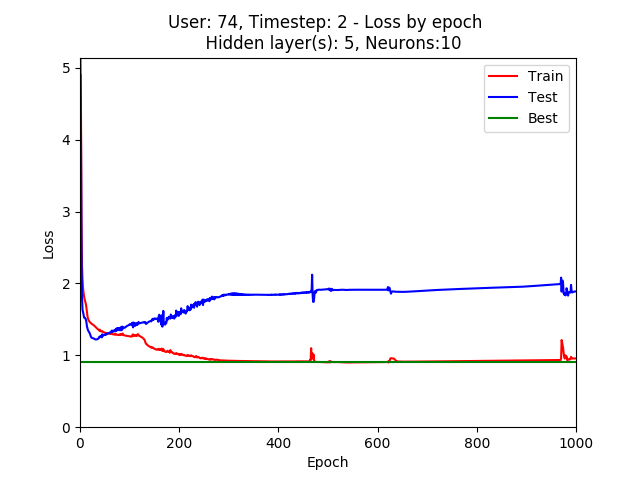 User: 74, Timestep: 2 - Loss by epoch
Hidden layer(s): 5, Neurons:10
Train
Test
Best
Loss
5
4
3
2
1
0
0 200 400 600 800 1000
Epoch